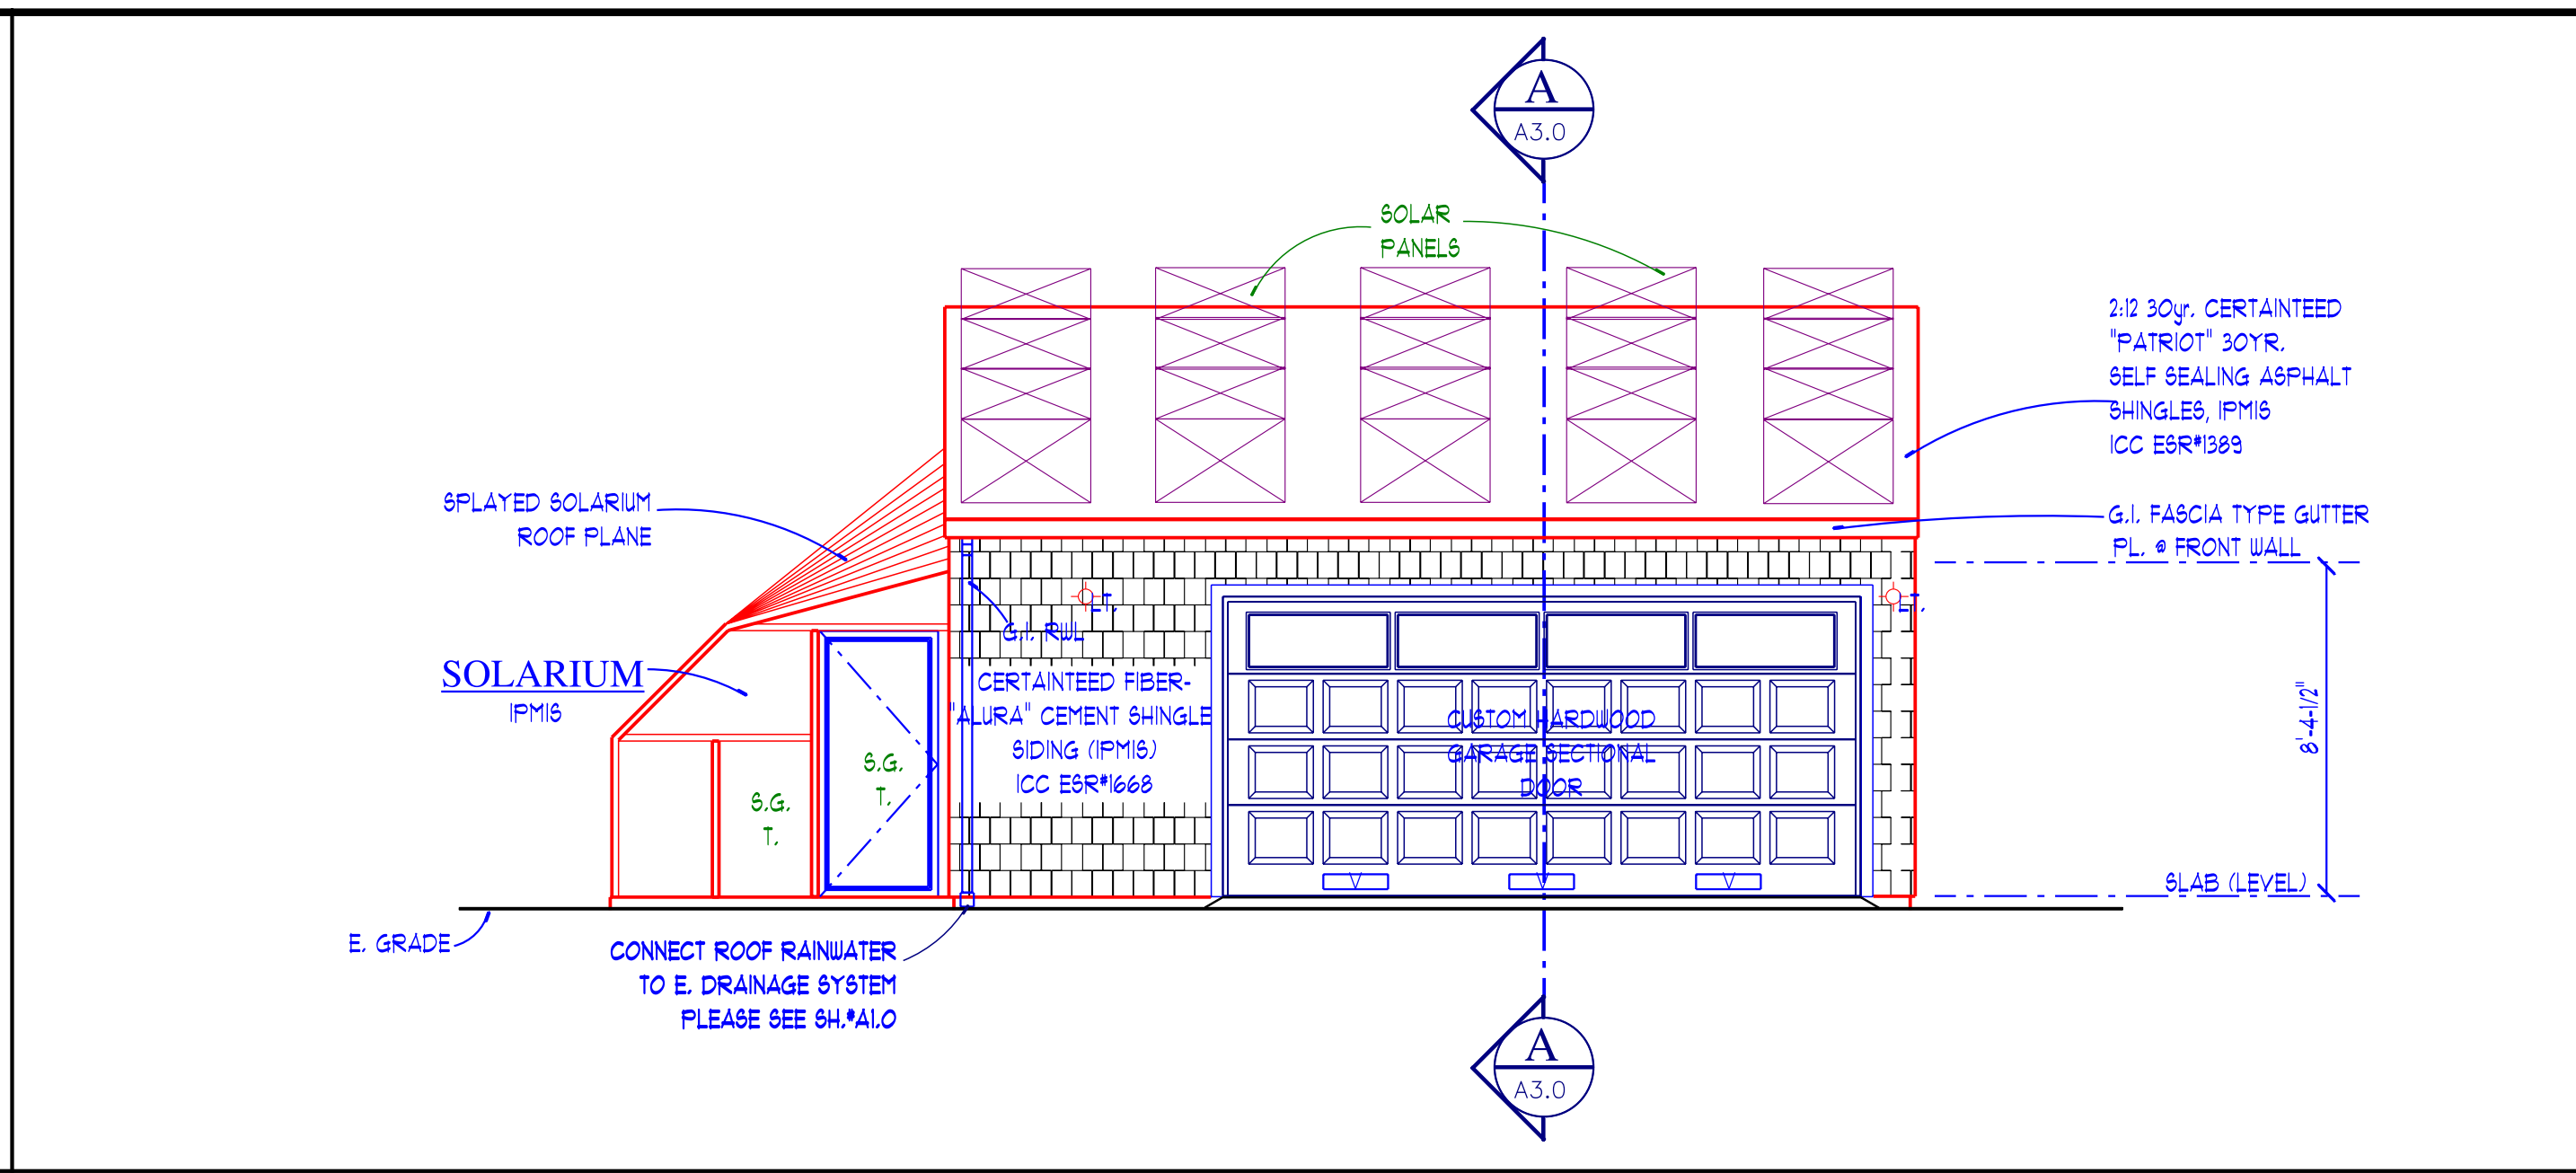 A
A3.0
SOLAR
PANELS
2:12 30yr. CERTAINTEED
"PATRIOT" 30YR.
SELF SEALING ASPHALT
SHINGLES, IPMIS
ICC ESR#1389
G.I. FASCIA TYPE GUTTER
PL. @ FRONT WALL
SPLAYED SOLARIUM
ROOF PLANE
LT.
LT.
G.I. RWL
SOLARIUM
IPMIS
CERTAINTEED FIBER-
"ALURA" CEMENT SHINGLE
SIDING (IPMIS)
ICC ESR#1668
CUSTOM HARDWOOD
GARAGE SECTIONAL
DOOR
8'-4-1/2"
S.G.
T.
S.G.
T.
V
V
V
SLAB (LEVEL)
E. GRADE
CONNECT ROOF RAINWATER
TO E. DRAINAGE SYSTEM
PLEASE SEE SH.#A1.0
A
A3.0